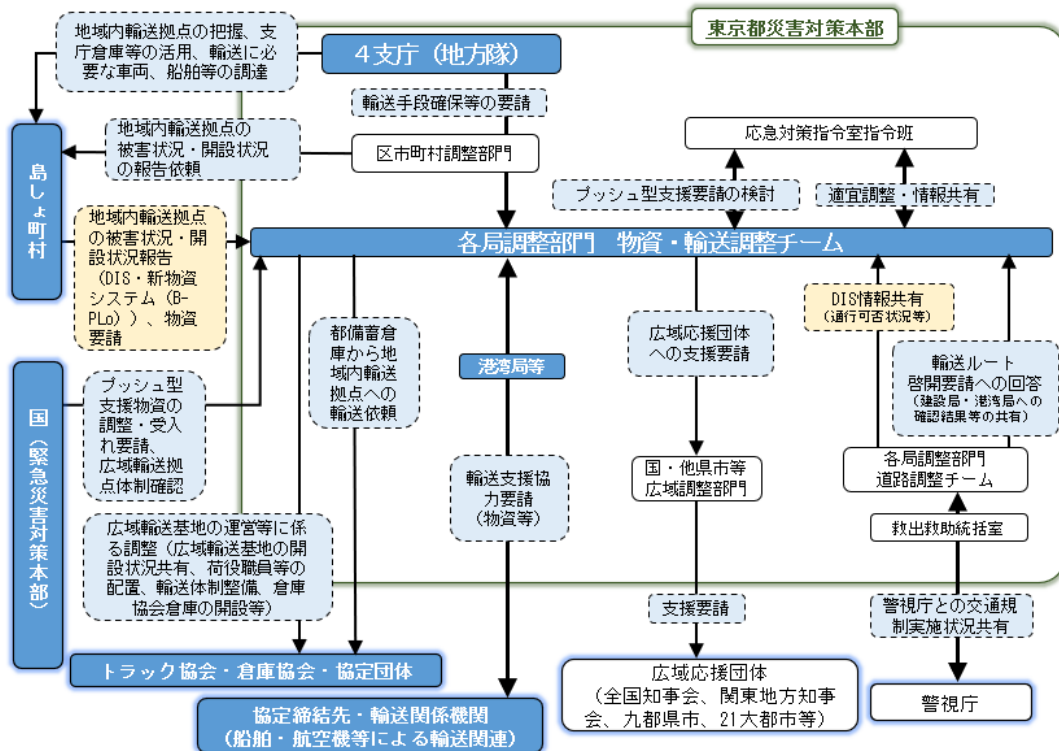 東京都災害対策本部
地域内輸送拠点の把握、支
庁倉庫等の活用、輸送に必
要な車両、船舶等の調達
4支庁（地方隊）
輸送手段確保等の要請
地域内輸送拠点の
被害状況・開設状況
の報告依頼
区市町村調整部門
応急対策指令室指令班
プッシュ型支援要請の検討
適宜調整・情報共有
島しょ町村
地域内輸送拠点
の被害状況・開
設状況報告
（DIS・新物資
システム（B-
PLo））、物資
要請
各局調整部門　物資・輸送調整チーム
DIS情報共有
（通行可否状況等）
都備蓄倉
庫から地
域内輸送
拠点への
輸送依頼
港湾局等
広域応援団体
への支援要請
輸送ルート
啓開要請への回答
（建設局・港湾局への
確認結果等の共有）
国（緊急災害対策本部）
プッシュ型
支援物資の
調整・受入
れ要請、
広域輸送拠
点体制確認
輸送支援協
力要請
（物資等）
国・他県市等
広域調整部門
各局調整部門
道路調整チーム
救出救助統括室
広域輸送基地の運営等に係
る調整（広域輸送基地の開
設状況共有、荷役職員等の
配置、輸送体制整備、倉庫
協会倉庫の開設等）
支援要請
警視庁との交通規
制実施状況共有
トラック協会・倉庫協会・協定団体
広域応援団体
（全国知事会、関東地方知事
会、九都県市、21大都市等）
警視庁
協定締結先・輸送関係機関
（船舶・航空機等による輸送関連）